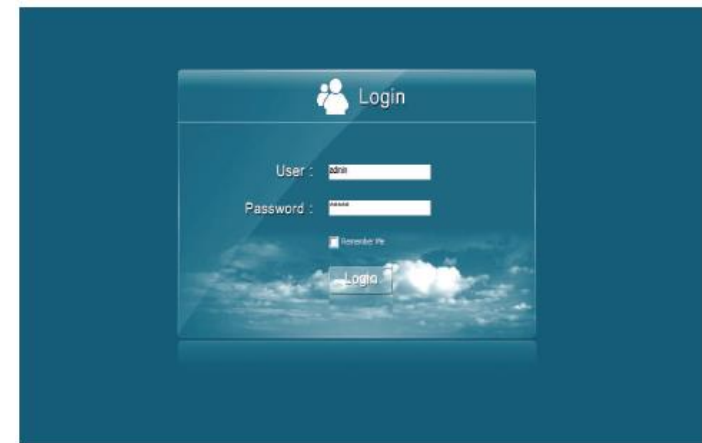 Login
User : admin
Password : ******
Remember Me
Login